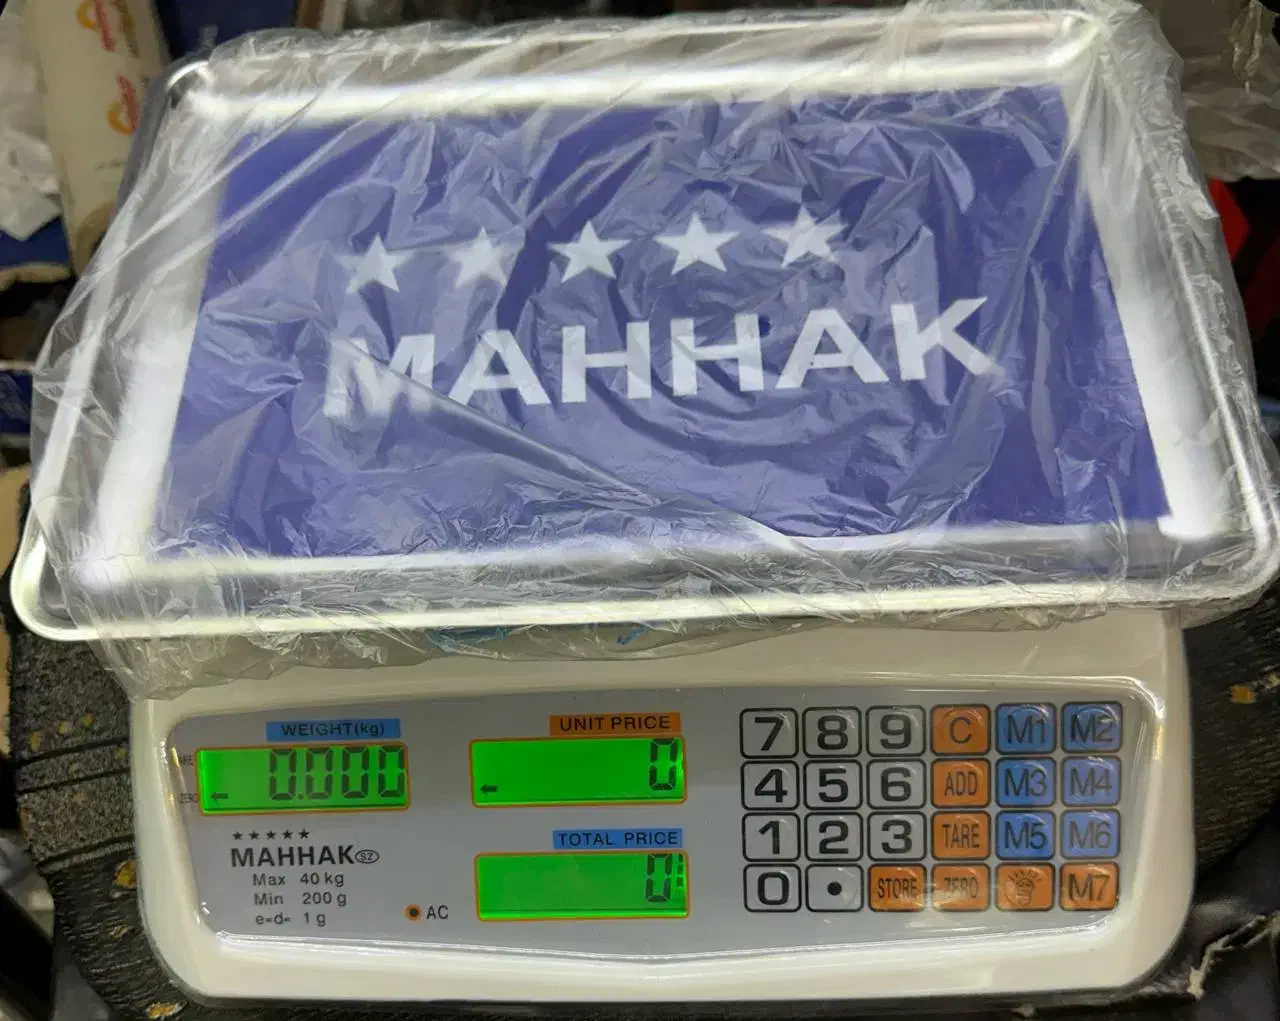 MAHHAK
WEIGHT(kg)
0.000
ZERO
UNIT PRICE
0
TOTAL PRICE
0
★★★★★
MAHHAK SZ
Max 40 kg
Min 200 g
e=d= 1 g
AC
7 8 9 C M1 M2
4 5 6 ADD M3 M4
1 2 3 TARE M5 M6
0 . STORE ZERO M7